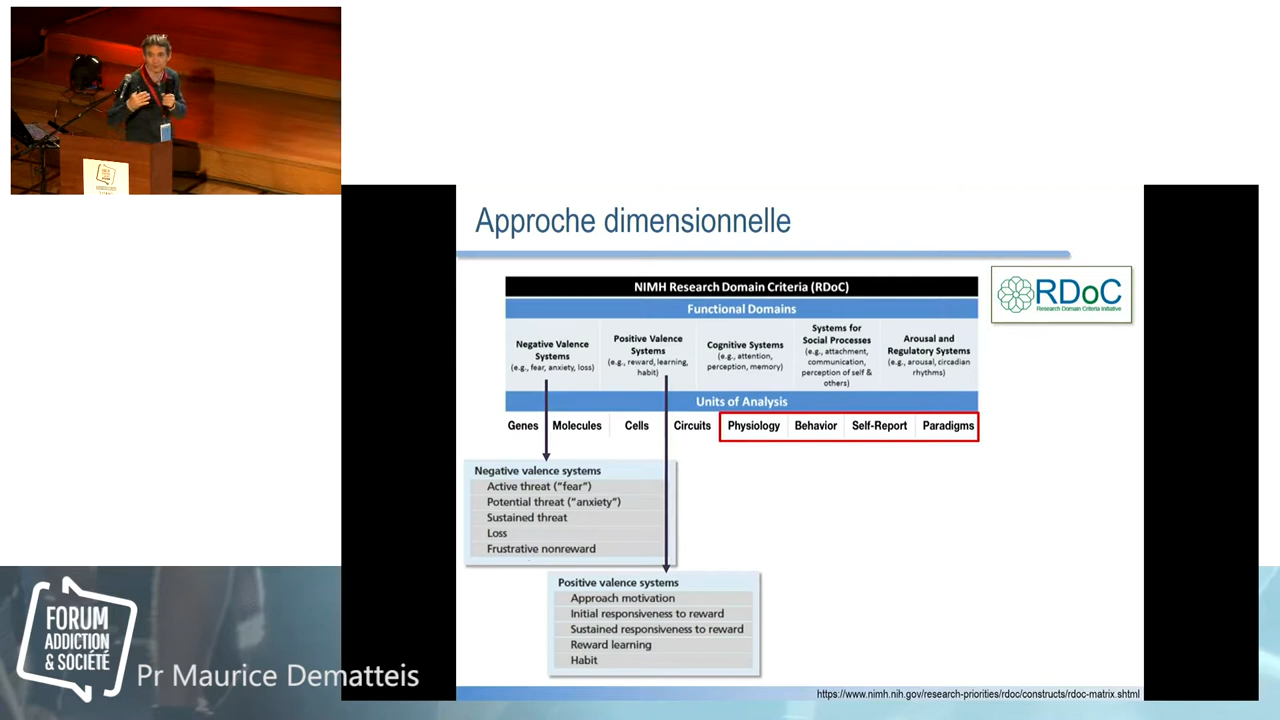 Approche dimensionnelle
NIMH Research Domain Criteria (RDoC)
RDoC
Research Domain Criteria Initiative
Functional Domains
Negative Valence
Systems
(e.g., fear, anxiety, loss)
Positive Valence
Systems
(e.g., reward, learning,
habit)
Cognitive Systems
(e.g., attention,
perception, memory)
Systems for
Social Processes
(e.g., attachment,
communication,
perception of self &
others)
Arousal and
Regulatory Systems
(e.g., arousal, circadian
rhythms)
Units of Analysis
Genes Molecules Cells Circuits Physiology Behavior Self-Report Paradigms
Negative valence systems
Active threat ("fear")
Potential threat ("anxiety")
Sustained threat
Loss
Frustrative nonreward
Positive valence systems
Approach motivation
Initial responsiveness to reward
Sustained responsiveness to reward
Reward learning
Habit
FORUM
ADDICTION
& SOCIÉTÉ
Pr Maurice Dematteis
https://www.nimh.nih.gov/research-priorities/rdoc/constructs/rdoc-matrix.shtml